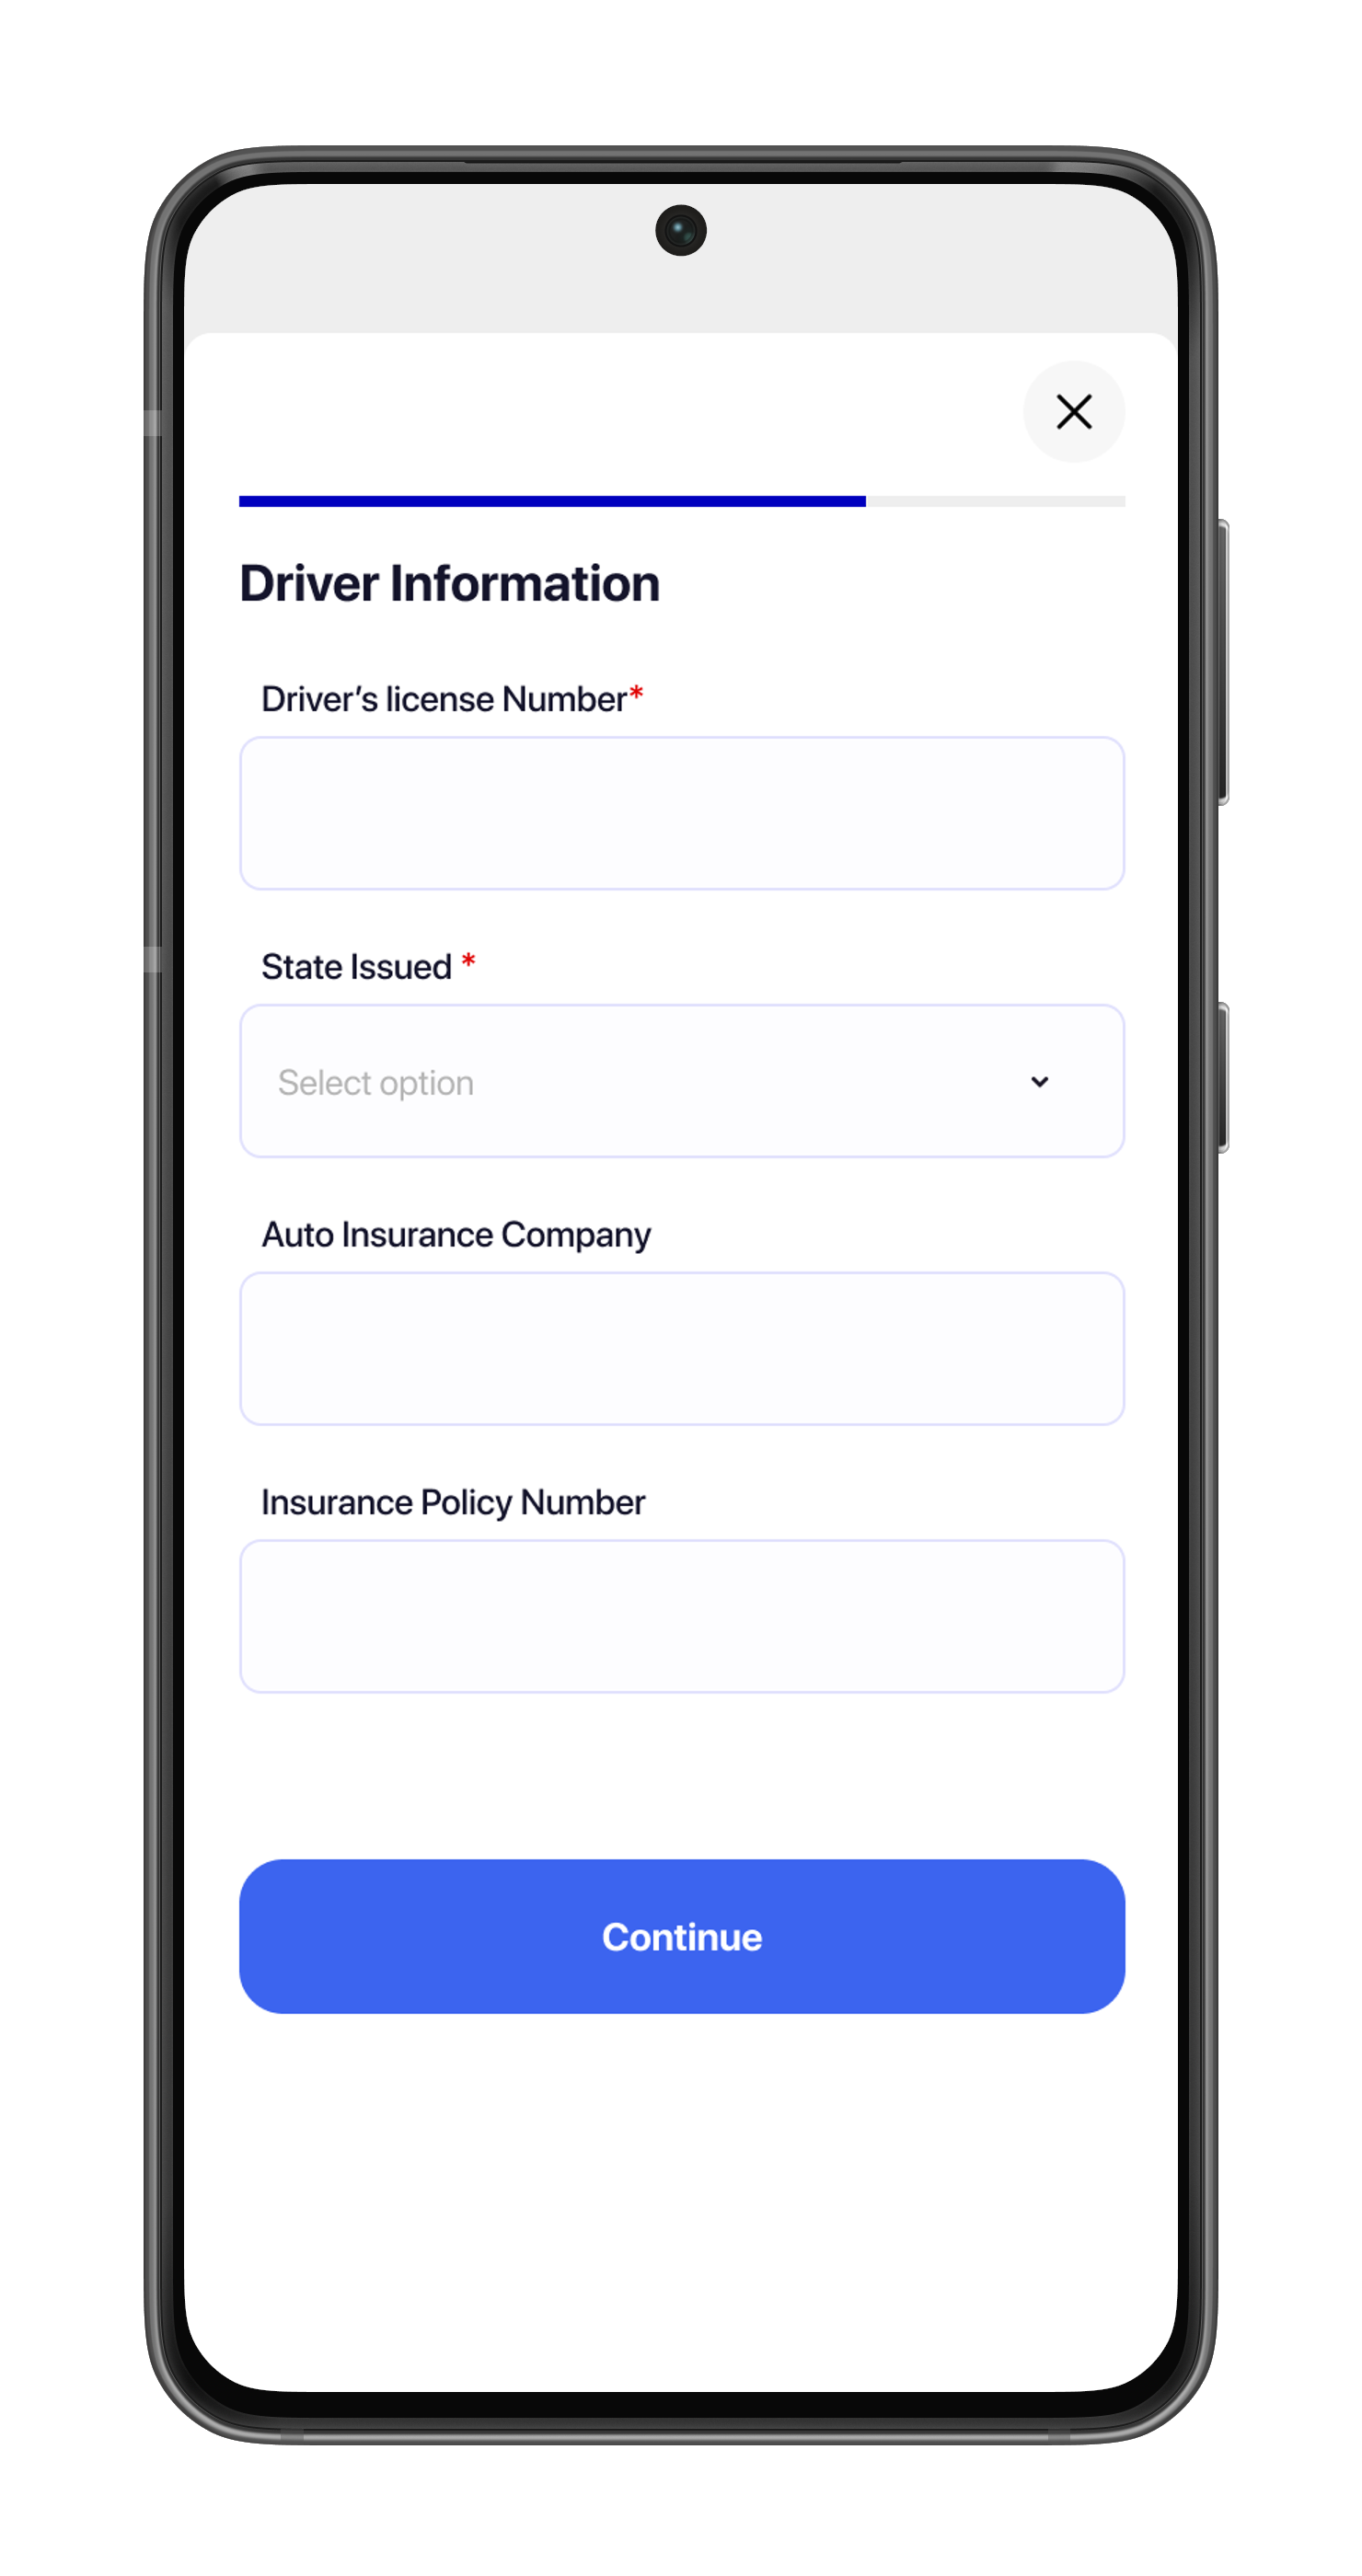 Driver Information
Driver’s license Number*
State Issued *
Select option
Auto Insurance Company
Insurance Policy Number
Continue